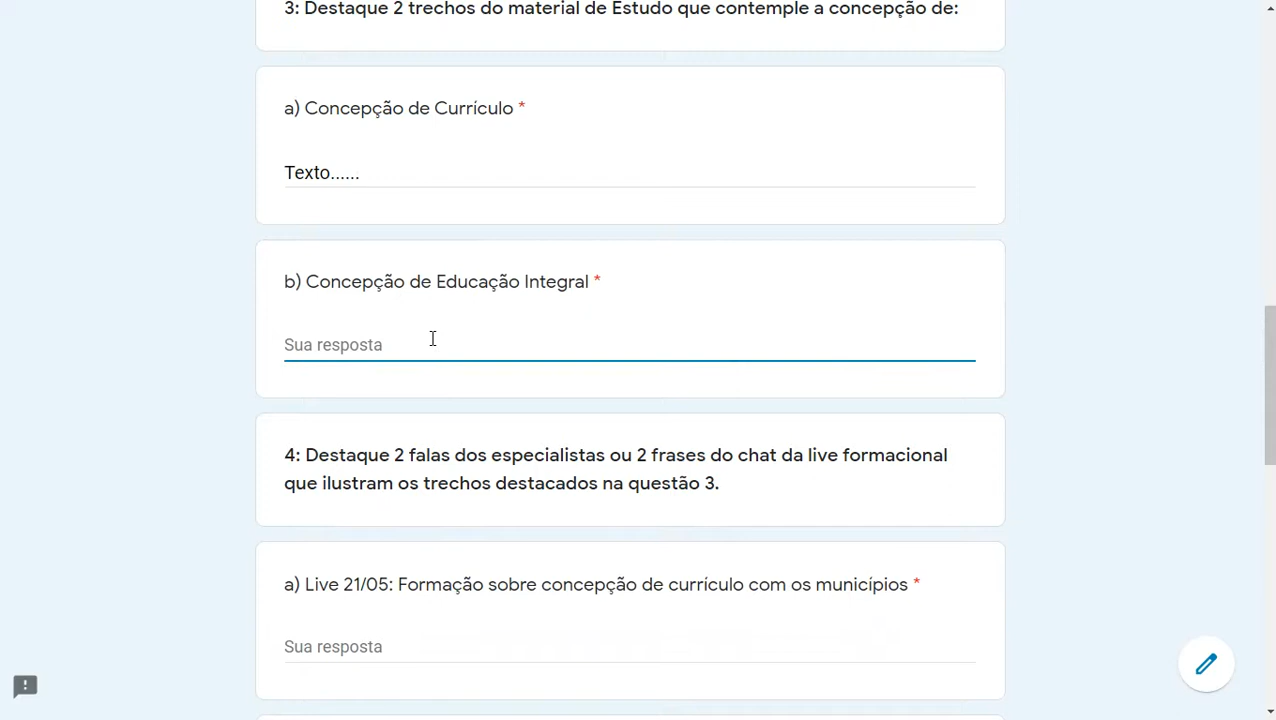 3: Destaque 2 trechos do material de Estudo que contemple a concepção de:
a) Concepção de Currículo *
Texto......
b) Concepção de Educação Integral *
Sua resposta
4: Destaque 2 falas dos especialistas ou 2 frases do chat da live formacional
que ilustram os trechos destacados na questão 3.
a) Live 21/05: Formação sobre concepção de currículo com os municípios *
Sua resposta